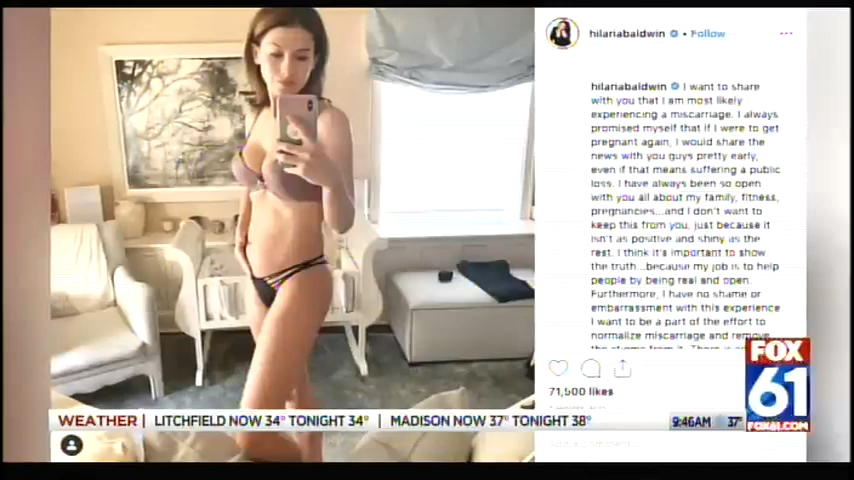 hilariabaldwin • Follow
hilariabaldwin I want to share
with you that I am most likely
experiencing a miscarriage. I always
promised myself that if I were to get
pregnant again, I would share the
news with you guys pretty early,
even if that means suffering a public
loss. I have always been so open
with you all about my family, fitness,
pregnancies...and I don't want to
keep this from you, just because it
isn't as positive and shiny as the
rest. I think it's important to show
the truth...because my job is to help
people by being real and open.
Furthermore, I have no shame or
embarrassment with this experience
I want to be a part of the effort to
normalize miscarriage and remove
71,500 likes
FOX
61
FOX61.COM
WEATHER | LITCHFIELD NOW 34° TONIGHT 34° | MADISON NOW 37° TONIGHT 38°
9:46AM 37°